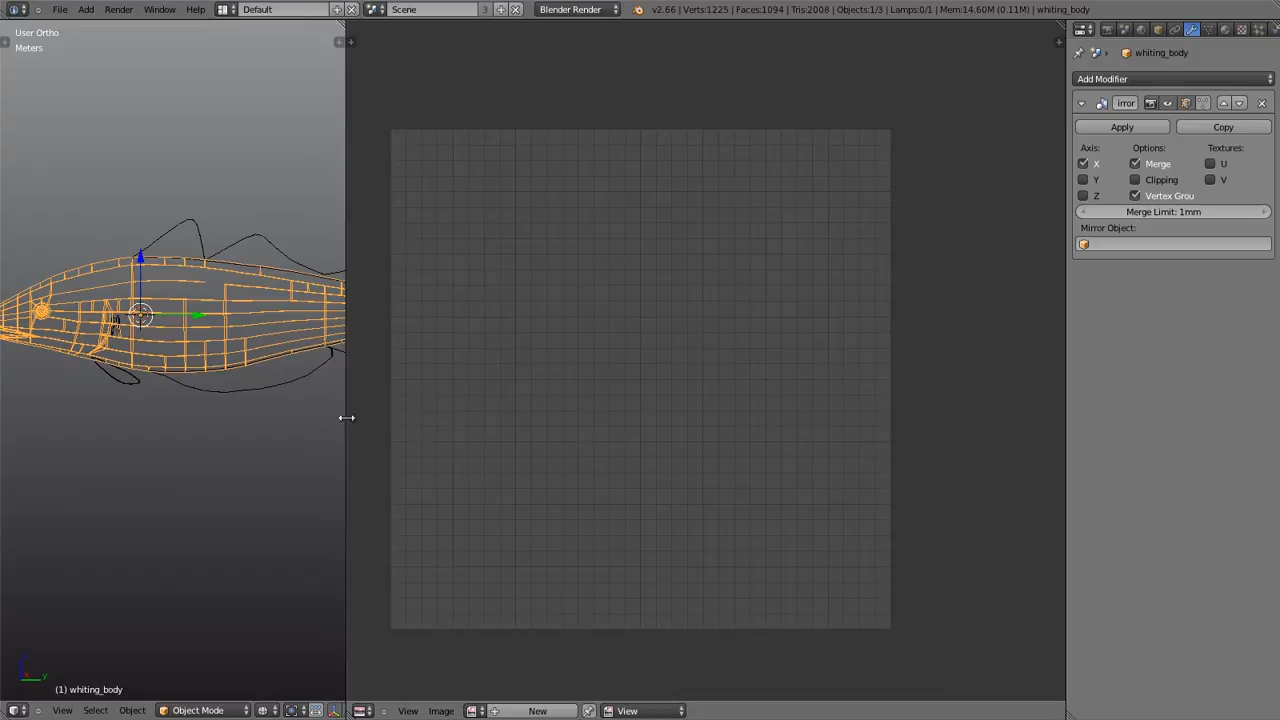 File Add Render Window Help Default Scene 3 Blender Render v2.66 | Verts:1225 | Faces:1094 | Tris:2008 | Objects:1/3 | Lamps:0/1 | Mem:14.60M (0.11M) | whiting_body
User Ortho
Meters
whiting_body
Add Modifier
irror
Apply Copy
Axis: Options: Textures:
X Merge U
Y Clipping V
Z Vertex Grou
Merge Limit: 1mm
Mirror Object:
z
y
(1) whiting_body
View Select Object Object Mode View Image New View